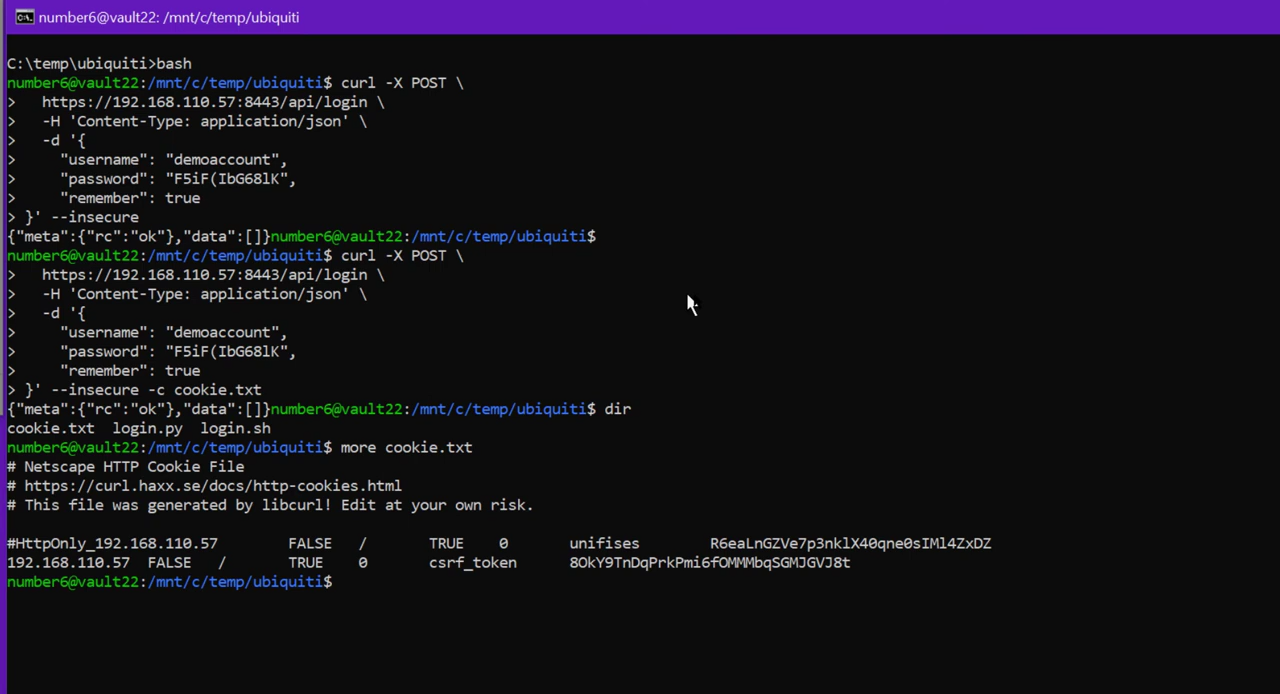 number6@vault22: /mnt/c/temp/ubiquiti
C:\temp\ubiquiti>bash
number6@vault22:/mnt/c/temp/ubiquiti$ curl -X POST \
>   https://192.168.110.57:8443/api/login \
>   -H 'Content-Type: application/json' \
>   -d '{
>     "username": "demoaccount",
>     "password": "F5iF(IbG68lK",
>     "remember": true
> }' --insecure
{"meta":{"rc":"ok"},"data":[]}number6@vault22:/mnt/c/temp/ubiquiti$
number6@vault22:/mnt/c/temp/ubiquiti$ curl -X POST \
>   https://192.168.110.57:8443/api/login \
>   -H 'Content-Type: application/json' \
>   -d '{
>     "username": "demoaccount",
>     "password": "F5iF(IbG68lK",
>     "remember": true
> }' --insecure -c cookie.txt
{"meta":{"rc":"ok"},"data":[]}number6@vault22:/mnt/c/temp/ubiquiti$ dir
cookie.txt  login.py  login.sh
number6@vault22:/mnt/c/temp/ubiquiti$ more cookie.txt
# Netscape HTTP Cookie File
# https://curl.haxx.se/docs/http-cookies.html
# This file was generated by libcurl! Edit at your own risk.
#HttpOnly_192.168.110.57        FALSE   /       TRUE    0       unifises        R6eaLnGZVe7p3nklX40qne0sIMl4ZxDZ
192.168.110.57  FALSE   /       TRUE    0       csrf_token      8OkY9TnDqPrkPmi6fOMMMbqSGMJGVJ8t
number6@vault22:/mnt/c/temp/ubiquiti$